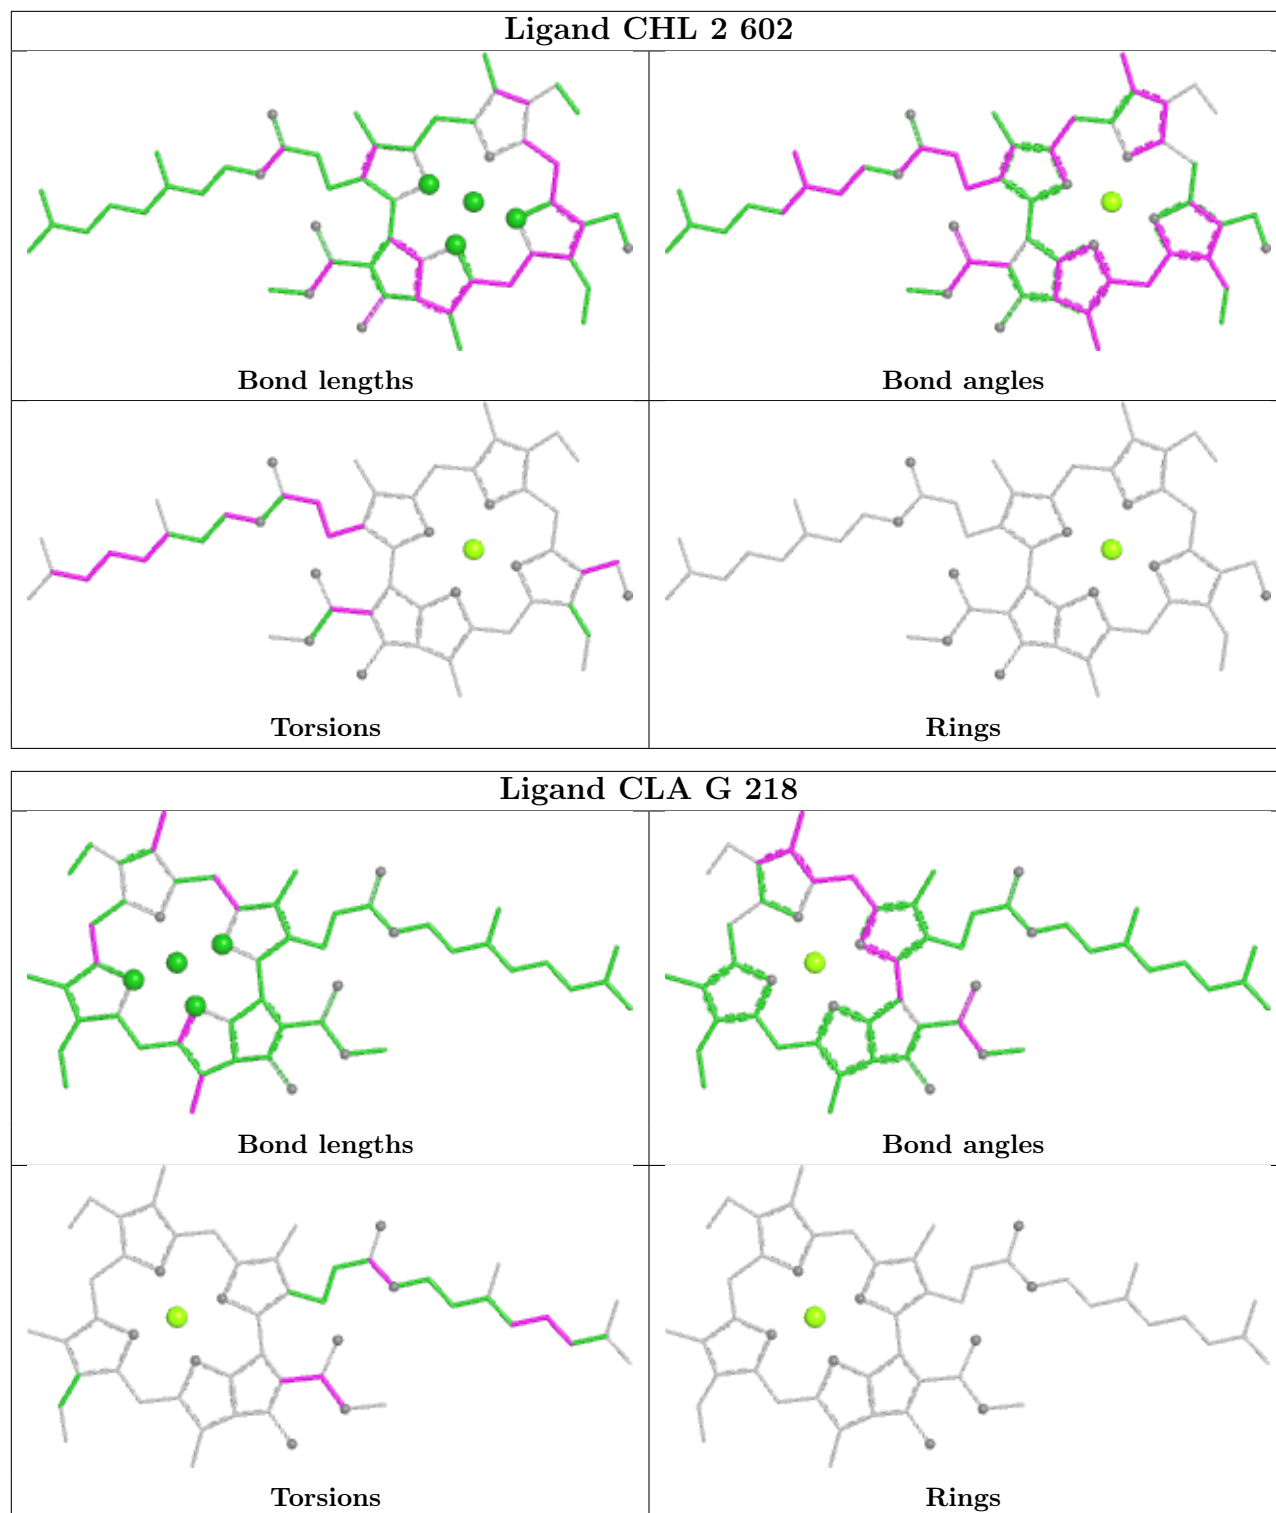 Ligand CHL 2 602
Bond lengths
Bond angles
Torsions
Rings
Ligand CLA G 218
Bond lengths
Bond angles
Torsions
Rings